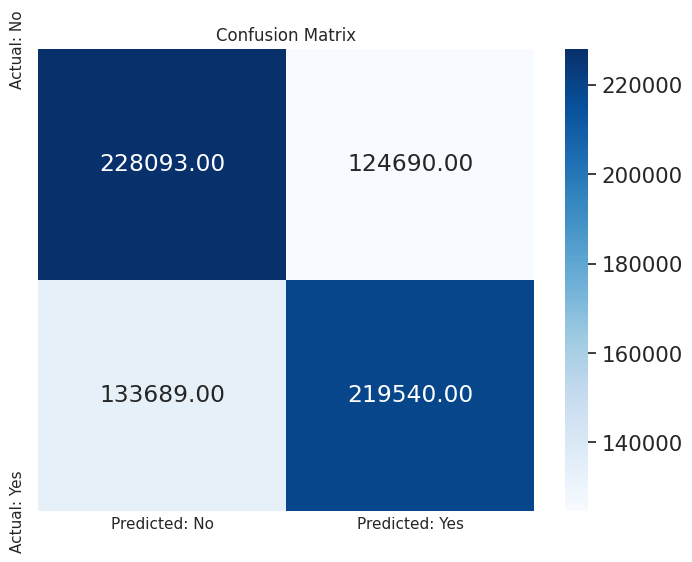 Confusion Matrix
Actual: No
228093.00 124690.00
133689.00 219540.00
Actual: Yes
Predicted: No Predicted: Yes
220000
200000
180000
160000
140000